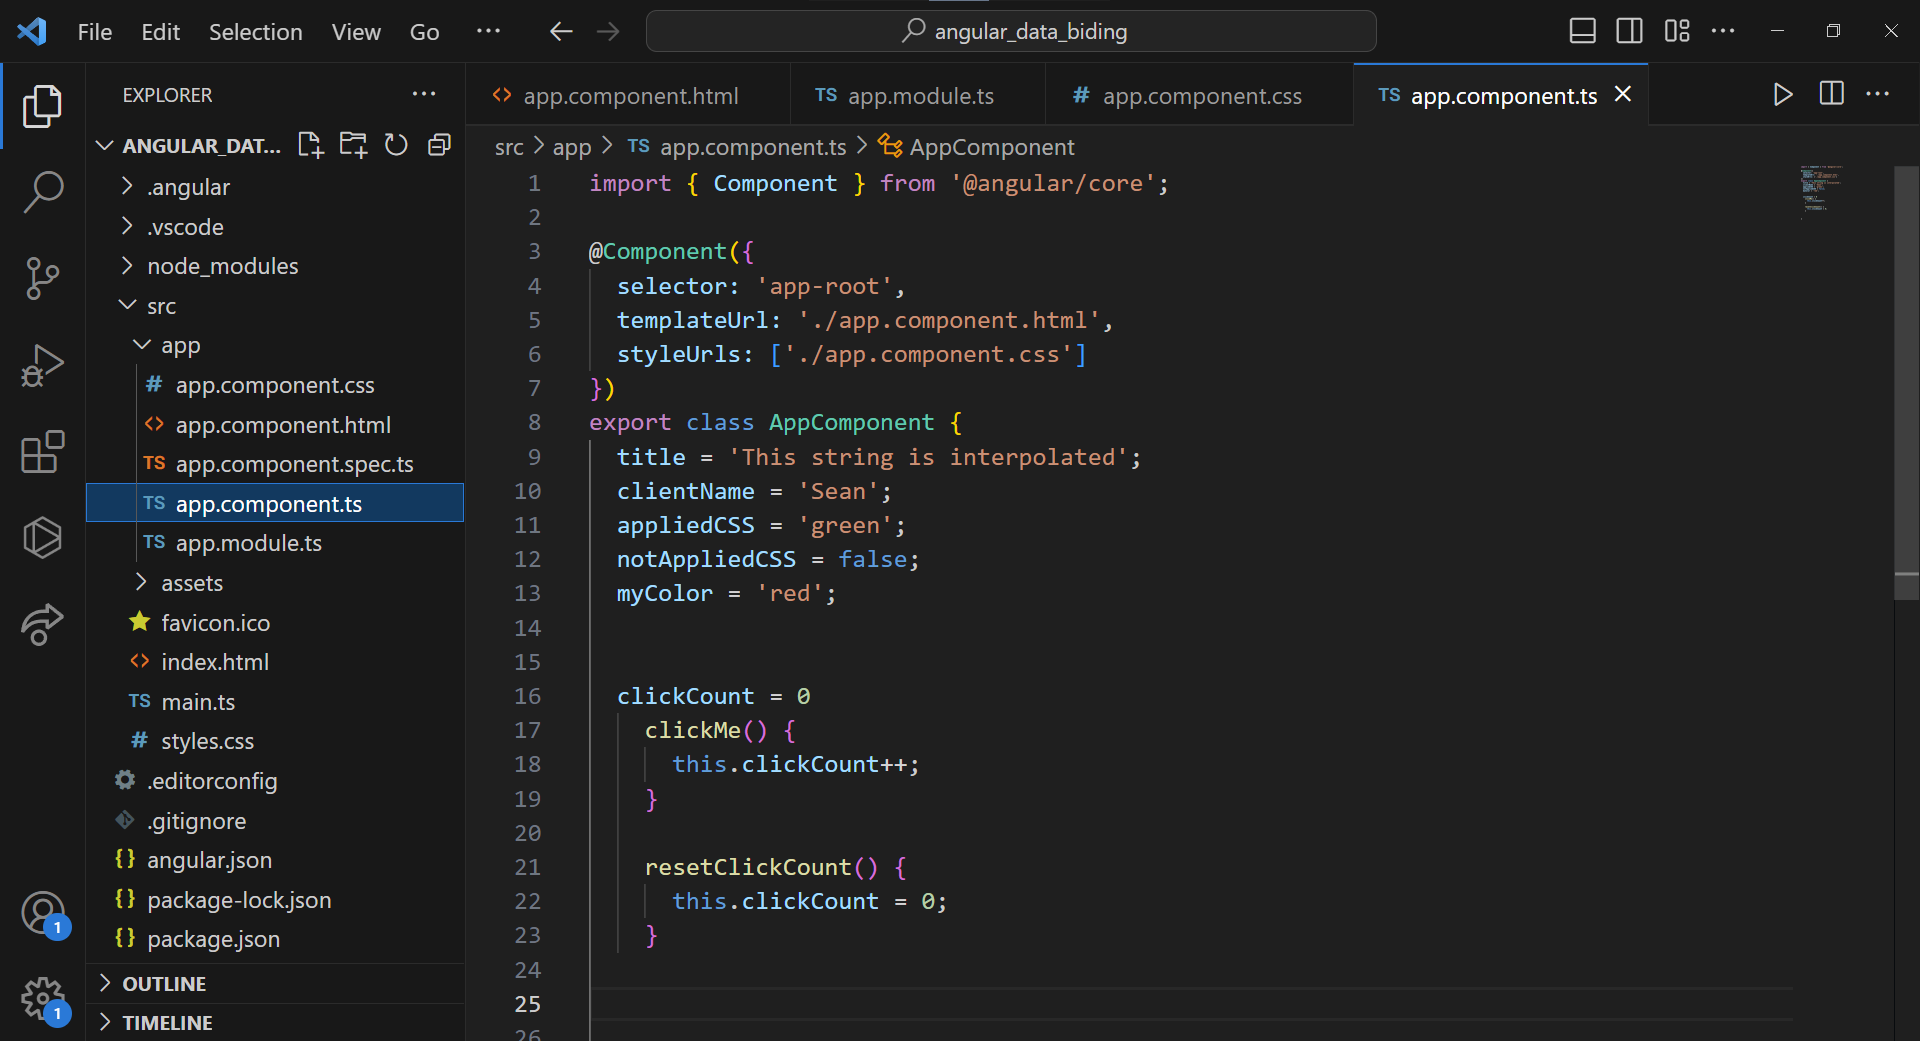 File Edit Selection View Go ···
angular_data_biding
EXPLORER ···
ANGULAR_DAT...
.angular
.vscode
node_modules
src
app
# app.component.css
<> app.component.html
TS app.component.spec.ts
TS app.component.ts
TS app.module.ts
assets
favicon.ico
<> index.html
TS main.ts
# styles.css
.editorconfig
.gitignore
{} angular.json
{} package-lock.json
{} package.json
OUTLINE
TIMELINE
1
1
<> app.component.html
TS app.module.ts
# app.component.css
TS app.component.ts
src > app > TS app.component.ts > AppComponent
1 import { Component } from '@angular/core';
2
3 @Component({
4 selector: 'app-root',
5 templateUrl: './app.component.html',
6 styleUrls: ['./app.component.css']
7 })
8 export class AppComponent {
9 title = 'This string is interpolated';
10 clientName = 'Sean';
11 appliedCSS = 'green';
12 notAppliedCSS = false;
13 myColor = 'red';
14
15
16 clickCount = 0
17 clickMe() {
18 this.clickCount++;
19 }
20
21 resetClickCount() {
22 this.clickCount = 0;
23 }
24
25
26